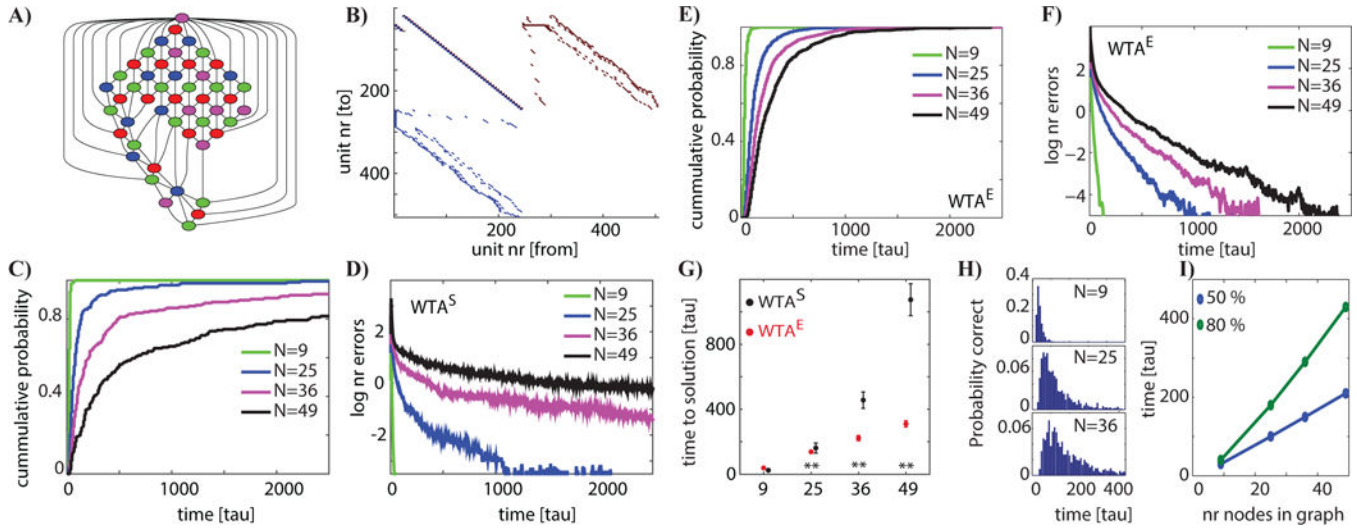 A)
B)
0
200
400
unit nr [to]
0
200
400
unit nr [from]
C)
cummulative probability
0.8
0.4
0
N=9
N=25
N=36
N=49
0
1000
2000
time [tau]
D)
WTA^S
log nr errors
2
0
-2
N=9
N=25
N=36
N=49
0
1000
2000
time [tau]
E)
cummulative probability
0.8
0.4
0
N=9
N=25
N=36
N=49
WTA^E
0
1000
2000
time [tau]
F)
WTA^E
log nr errors
2
-2
-4
N=9
N=25
N=36
N=49
0
1000
2000
time [tau]
G)
time to solution [tau]
800
400
0
WTA^S
WTA^E
** ** **
9 25 36 49
H)
Probability correct
0.4
0.2
0
N=9
0.06
0
N=25
0.06
0
N=36
0 200 400
time [tau]
I)
50 %
80 %
time [tau]
400
200
0
0 20 40
nr nodes in graph